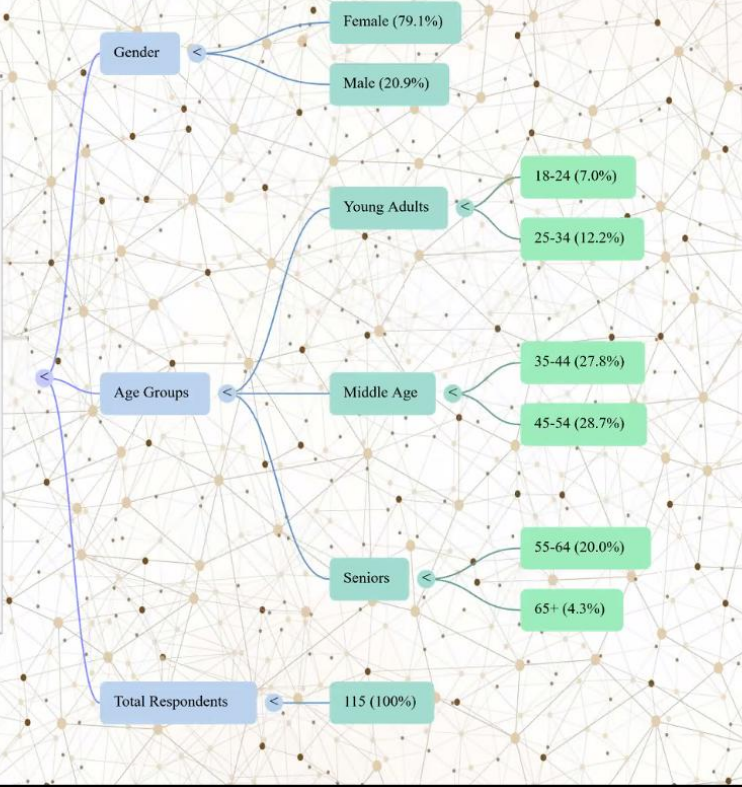 Gender
<
Female (79.1%)
Male (20.9%)
<
Age Groups
<
Young Adults
<
18-24 (7.0%)
25-34 (12.2%)
Middle Age
<
35-44 (27.8%)
45-54 (28.7%)
Seniors
<
55-64 (20.0%)
65+ (4.3%)
Total Respondents
<
115 (100%)